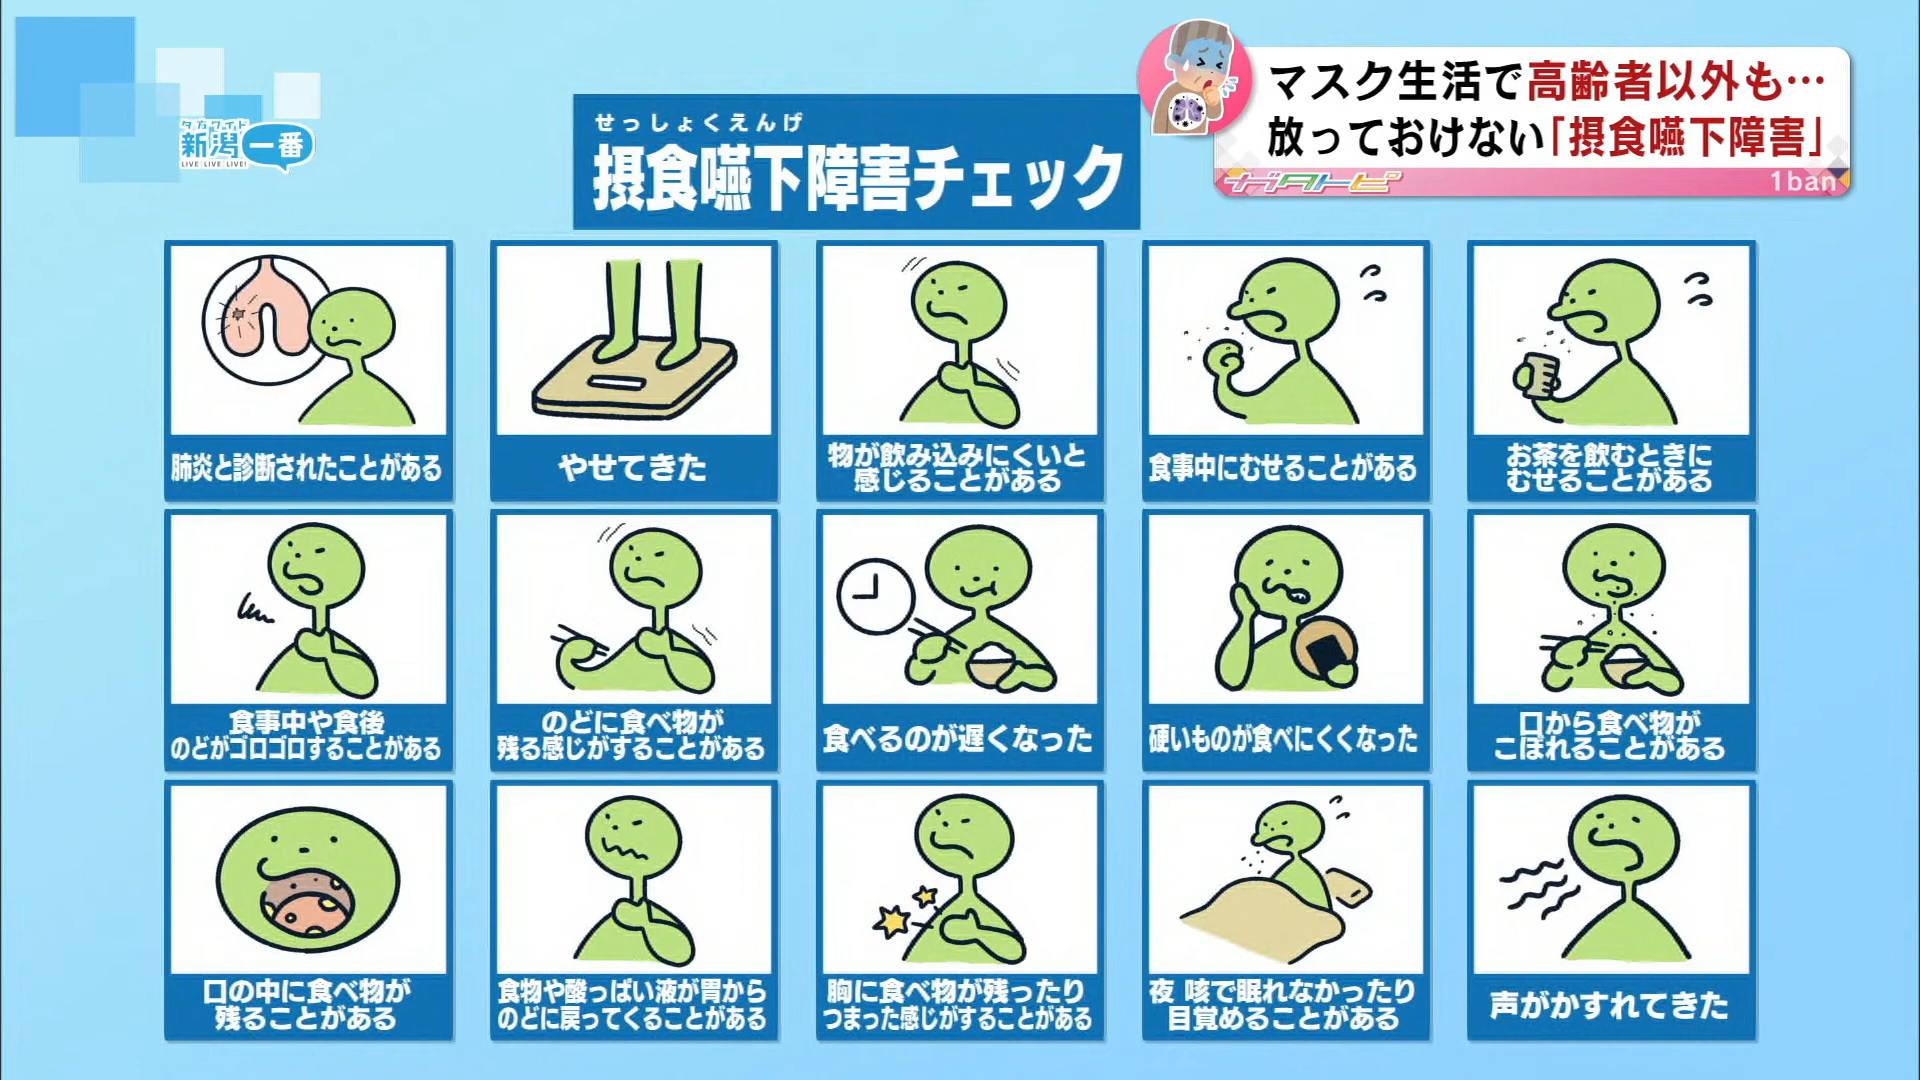 夕方ワイド
新潟一番
LIVE LIVE LIVE!
マスク生活で高齢者以外も…
放っておけない「摂食嚥下障害」
ガタトピ
1ban
せっしょくえんげ
摂食嚥下障害チェック
肺炎と診断されたことがある
やせてきた
物が飲み込みにくいと
感じることがある
食事中にむせることがある
お茶を飲むときに
むせることがある
食事中や食後
のどがゴロゴロすることがある
のどに食べ物が
残る感じがすることがある
食べるのが遅くなった
硬いものが食べにくくなった
口から食べ物が
こぼれることがある
口の中に食べ物が
残ることがある
食物や酸っぱい液が胃から
のどに戻ってくることがある
胸に食べ物が残ったり
つまった感じがすることがある
夜 咳で眠れなかったり
目覚めることがある
声がかすれてきた